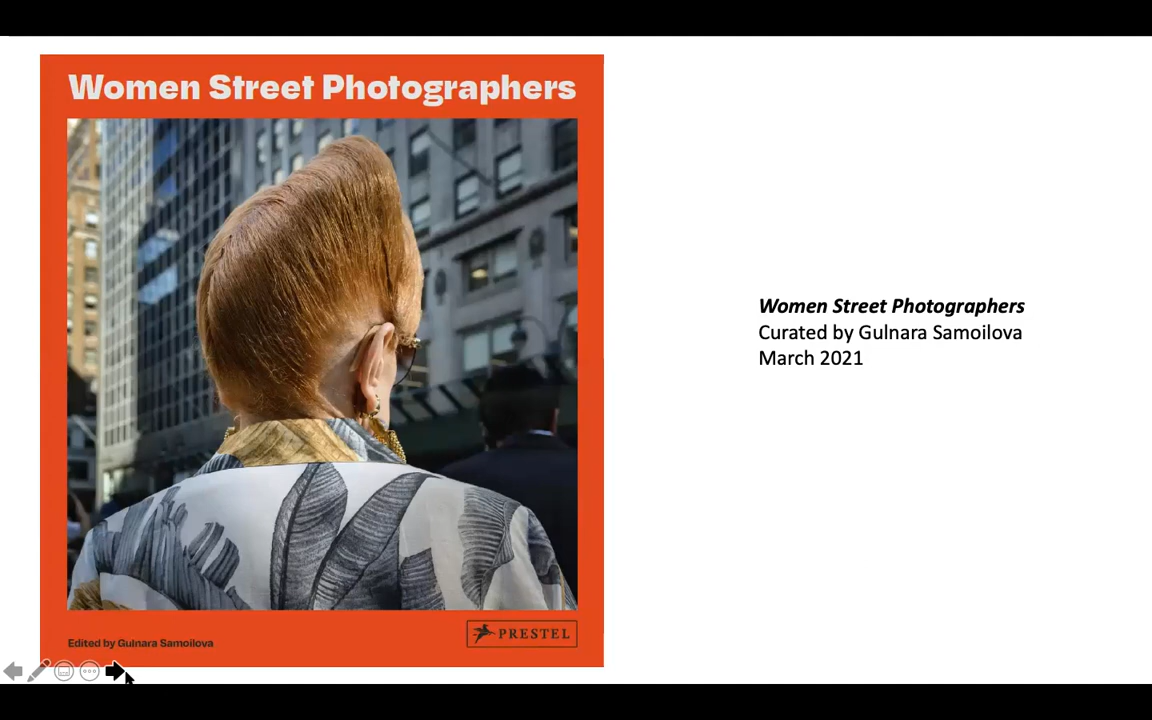 Women Street Photographers
Edited by Gulnara Samoilova
PRESTEL
Women Street Photographers
Curated by Gulnara Samoilova
March 2021